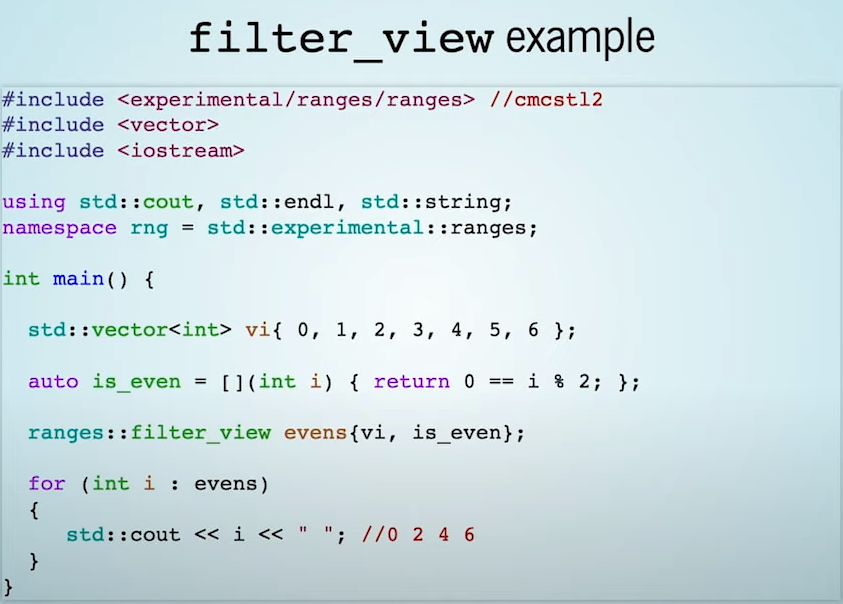 filter_view example
#include <experimental/ranges/ranges> //cmcstl2
#include <vector>
#include <iostream>
using std::cout, std::endl, std::string;
namespace rng = std::experimental::ranges;
int main() {
std::vector<int> vi{ 0, 1, 2, 3, 4, 5, 6 };
auto is_even = [](int i) { return 0 == i % 2; };
ranges::filter_view evens{vi, is_even};
for (int i : evens)
{
std::cout << i << " "; //0 2 4 6
}
}